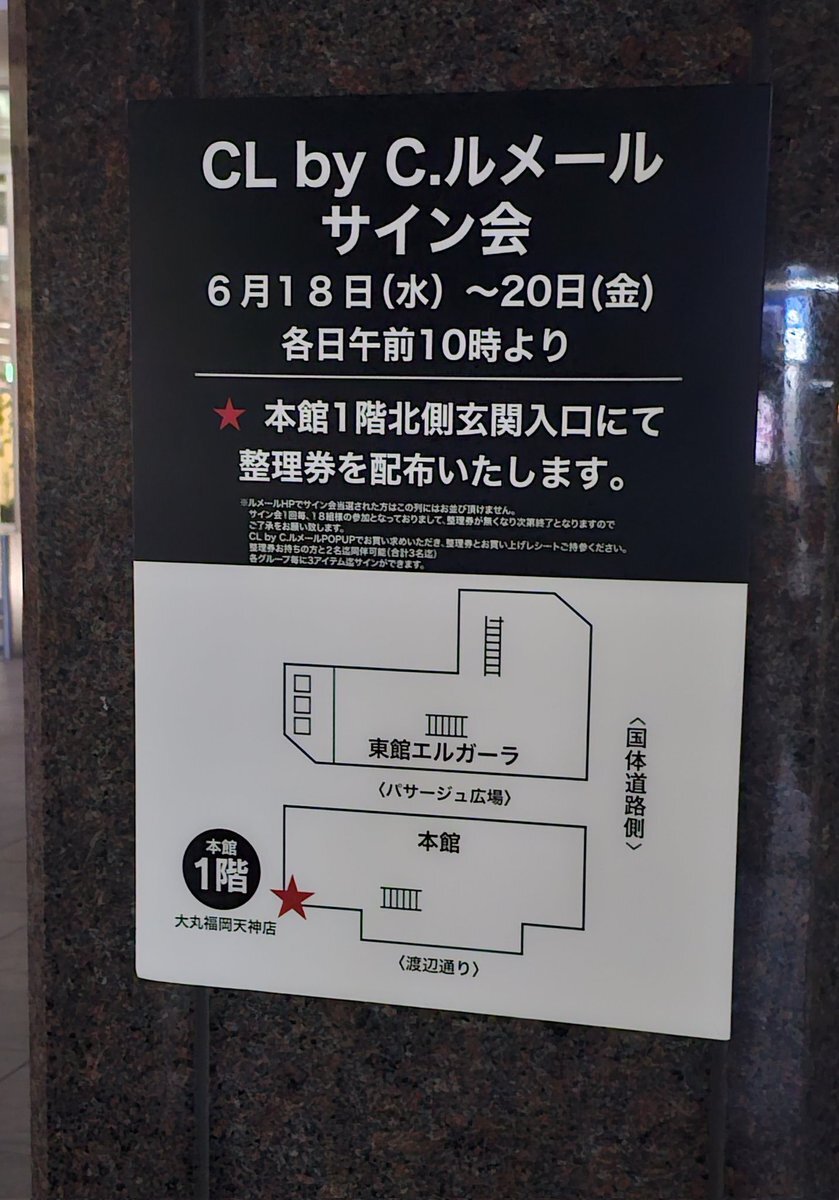 CL by C.ルメール
サイン会
6月18日(水)〜20日(金)
各日午前10時より
★ 本館1階北側玄関入口にて
整理券を配布いたします。
※ルメールHPでサイン会当選された方はこの列にはお並び頂けません。
サイン会1回毎、18組様の参加となっておりまして、整理券が無くなり次第終了となりますので
ご了承をお願い致します。
CL by C.ルメールPOPUPでお買い求めいただき、整理券とお買い上げレシートご持参ください。
整理券お持ちの方と2名迄同伴可能(合計3名迄)
各グループ毎に3アイテム迄サインができます。
東館エルガーラ
〈パサージュ広場〉
〈国体道路側〉
本館
本館
1階
大丸福岡天神店
〈渡辺通り〉